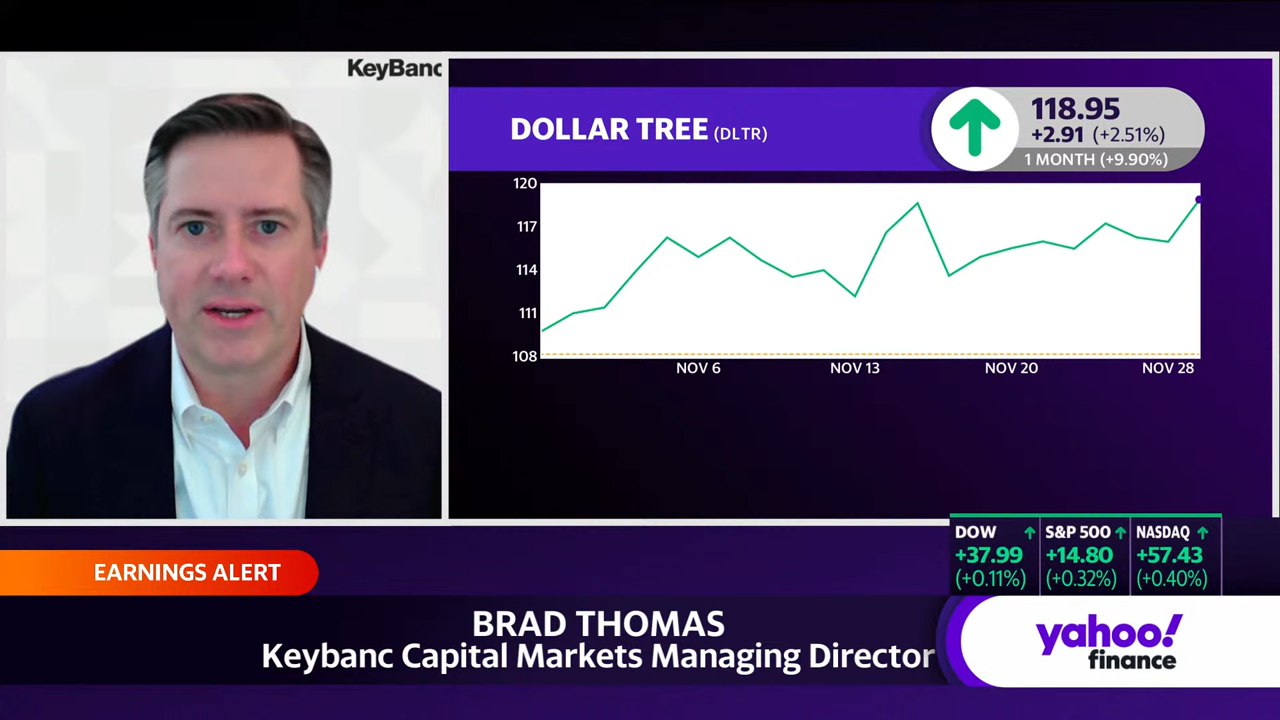 KeyBanc
DOLLAR TREE (DLTR)
118.95
+2.91 (+2.51%)
1 MONTH (+9.90%)
120
117
114
111
108
NOV 6
NOV 13
NOV 20
NOV 28
DOW
+37.99
(+0.11%)
S&P 500
+14.80
(+0.32%)
NASDAQ
+57.43
(+0.40%)
EARNINGS ALERT
BRAD THOMAS
Keybanc Capital Markets Managing Director
yahoo!
finance